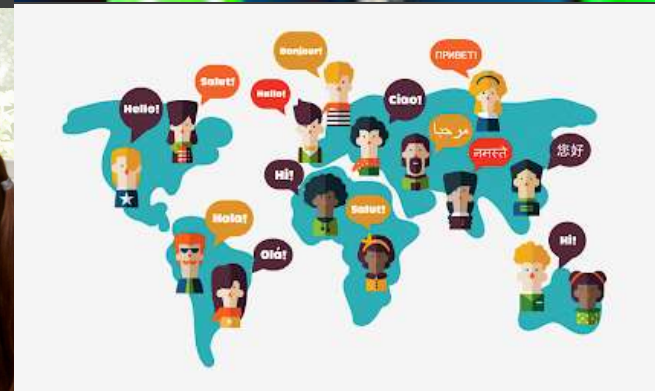 Bonjour!
ПРИВЕТ!
Salut!
Hello!
Hello!
Ciao!
مرحبا
नमस्ते
您好
Hi!
Salut!
Hola!
Olá!
Hi!